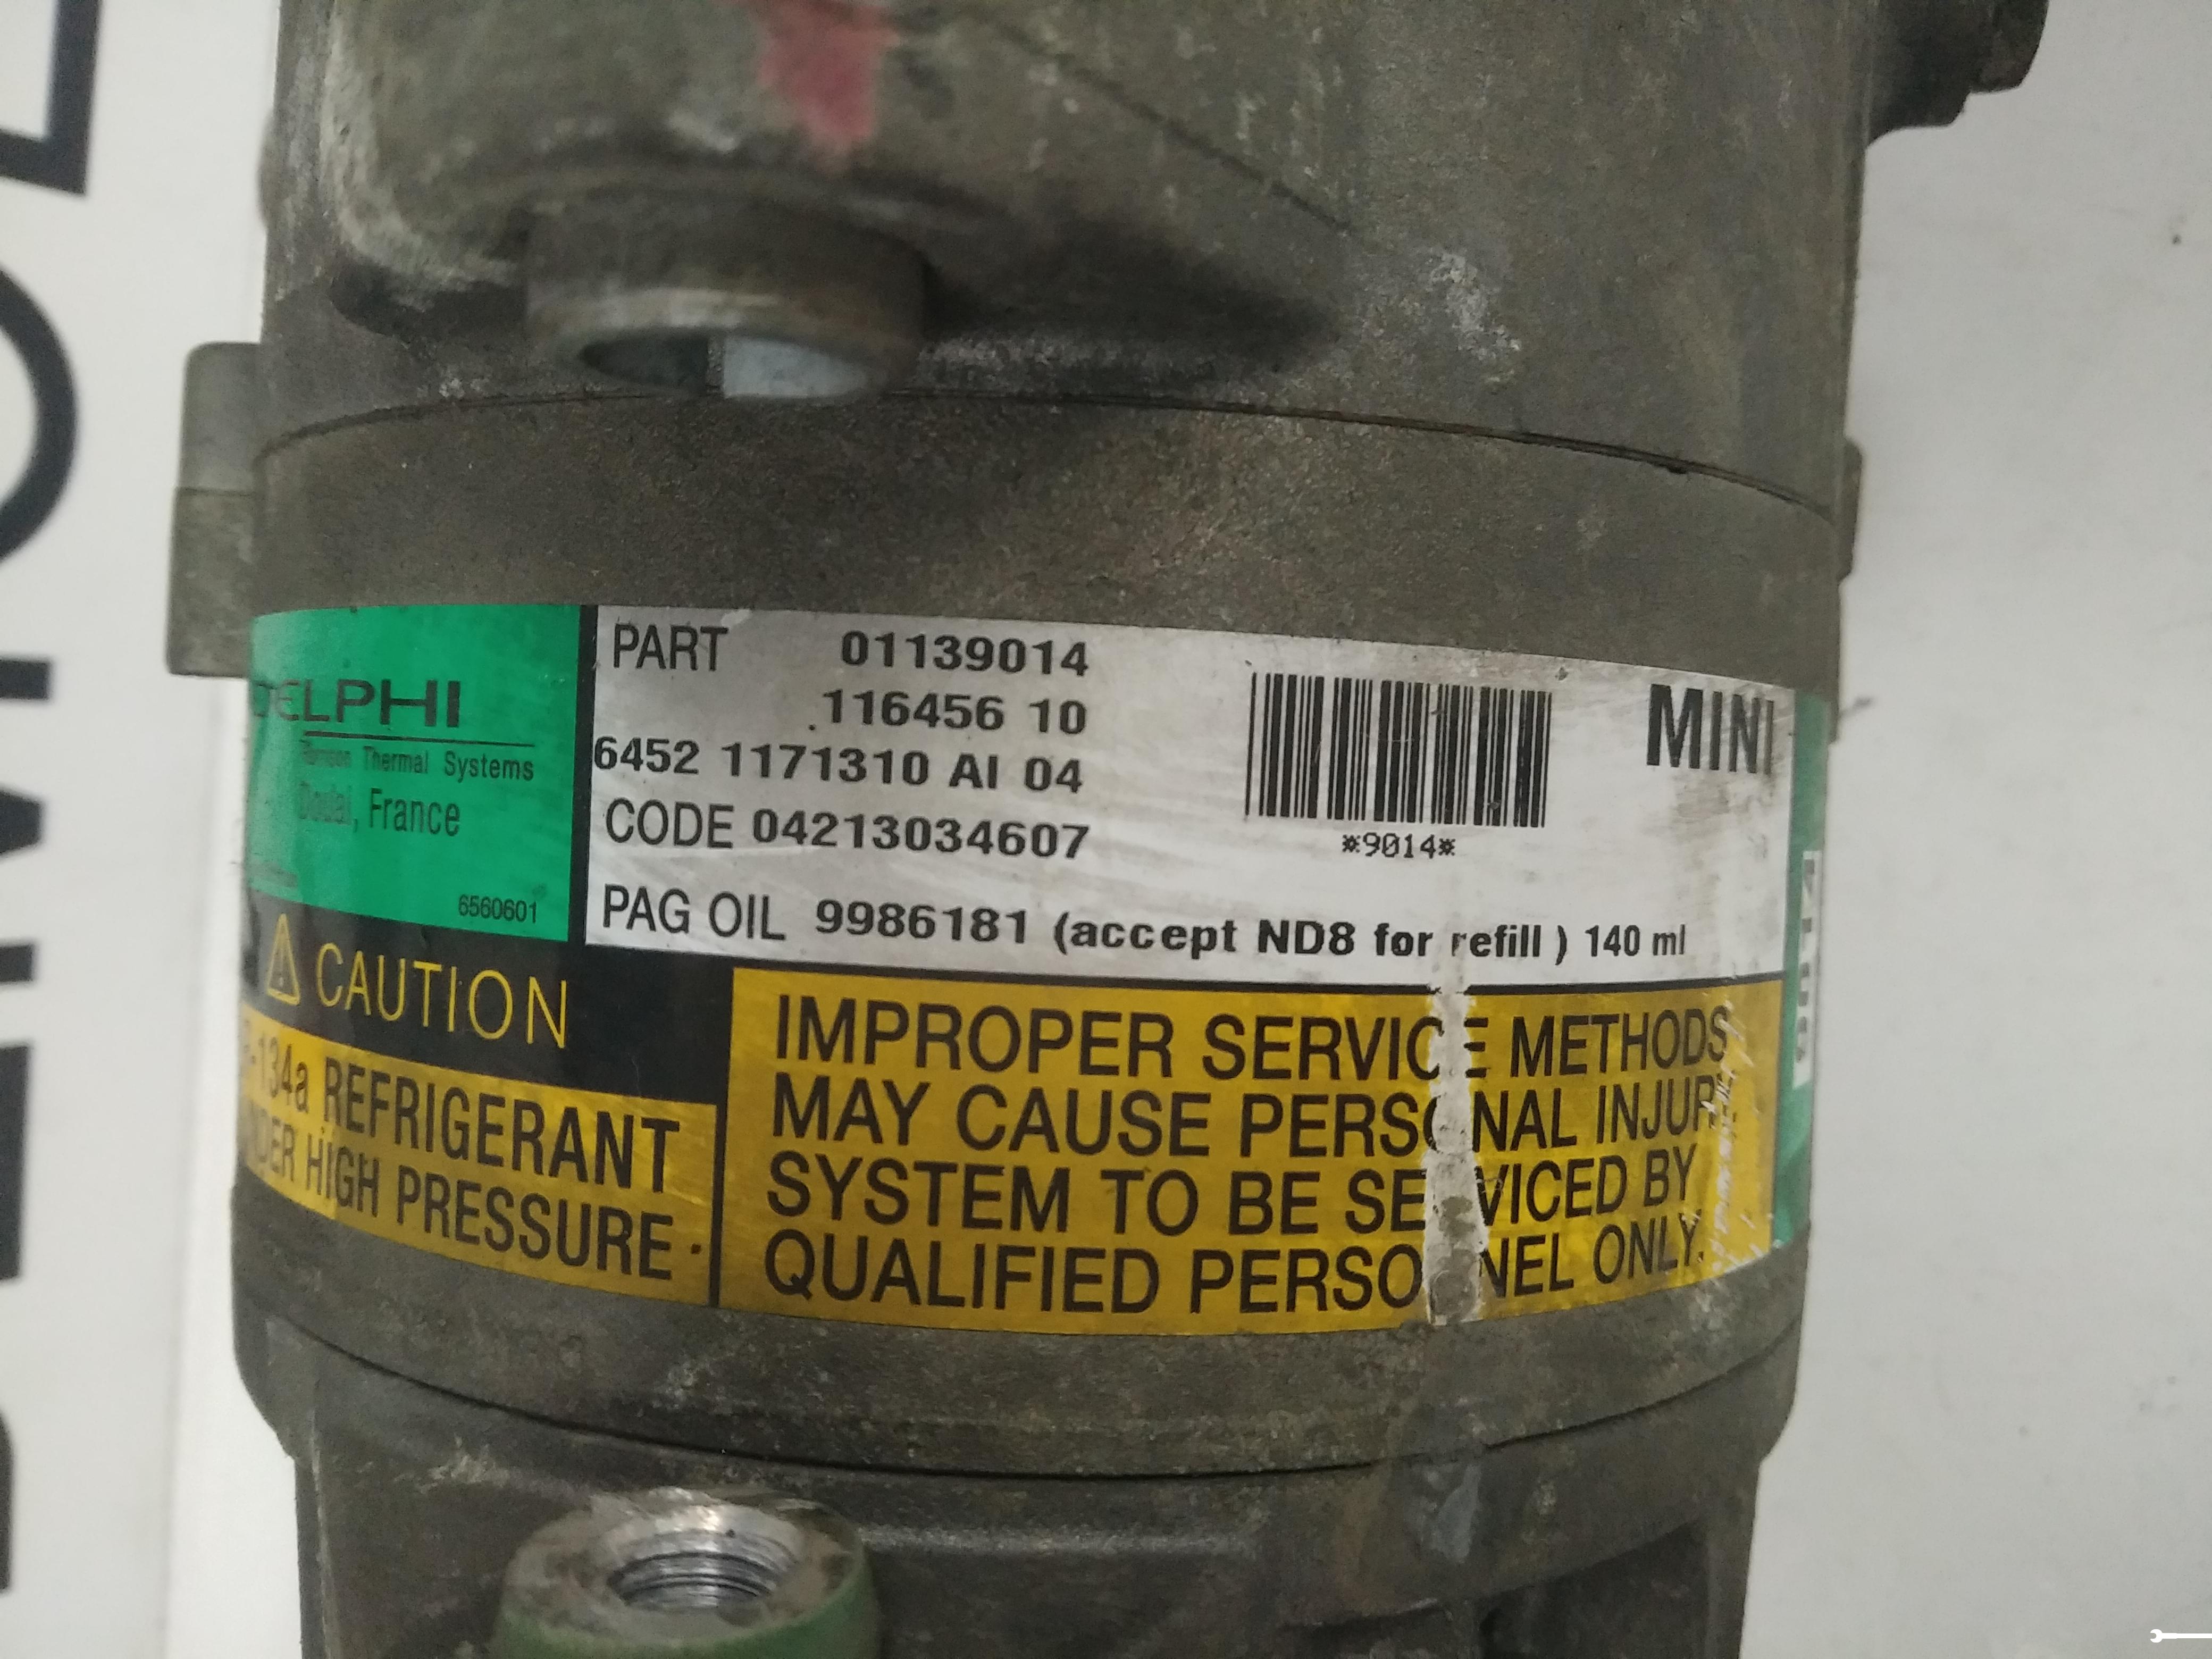 DELPHI
Thermal Systems
Douai, France
6560601
PART 01139014
.116456 10
6452 1171310 AI 04
CODE 04213034607
*9014*
MINI
PAG OIL 9986181 (accept ND8 for refill ) 140 ml
CAUTION
R-134a REFRIGERANT
UNDER HIGH PRESSURE.
IMPROPER SERVICE METHODS
MAY CAUSE PERSONAL INJURY.
SYSTEM TO BE SERVICED BY
QUALIFIED PERSONNEL ONLY.